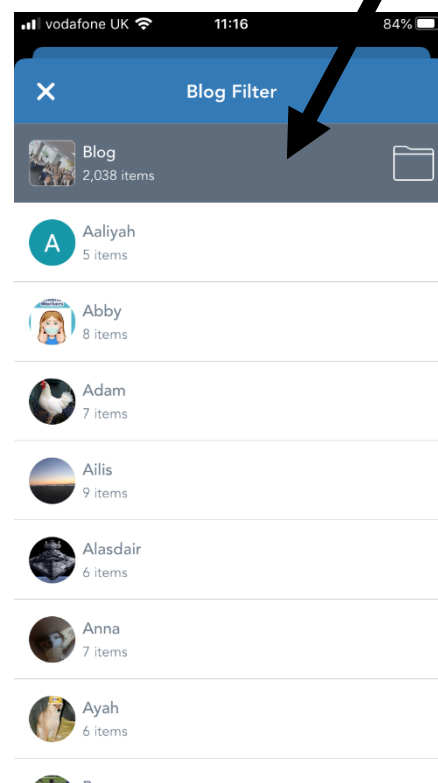 vodafone UK 11:16 84%
Blog Filter
Blog
2,038 items
A
Aaliyah
5 items
Workers
Abby
8 items
Adam
7 items
Ailis
9 items
Alasdair
6 items
Anna
7 items
Ayah
6 items